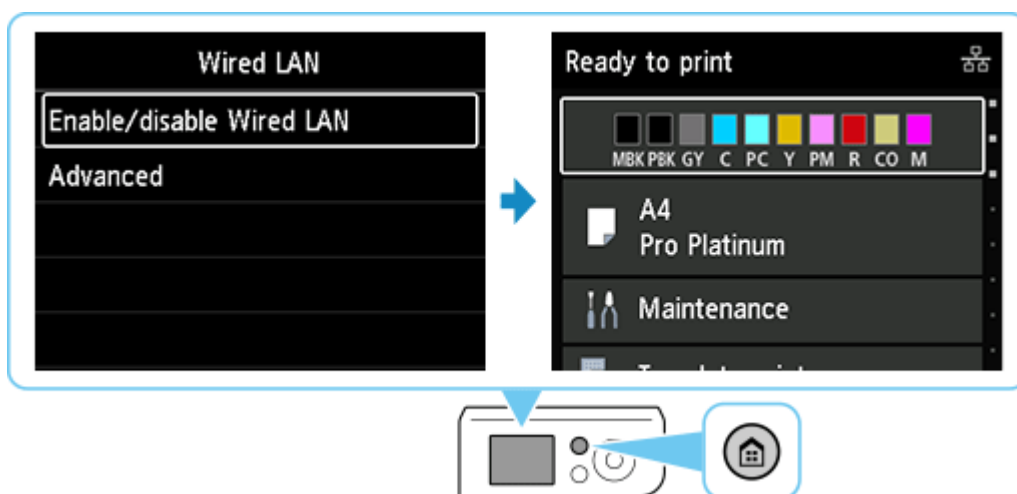 Wired LAN
Enable/disable Wired LAN
Advanced
Ready to print
MBK PBK GY C PC Y PM R CO M
A4
Pro Platinum
Maintenance